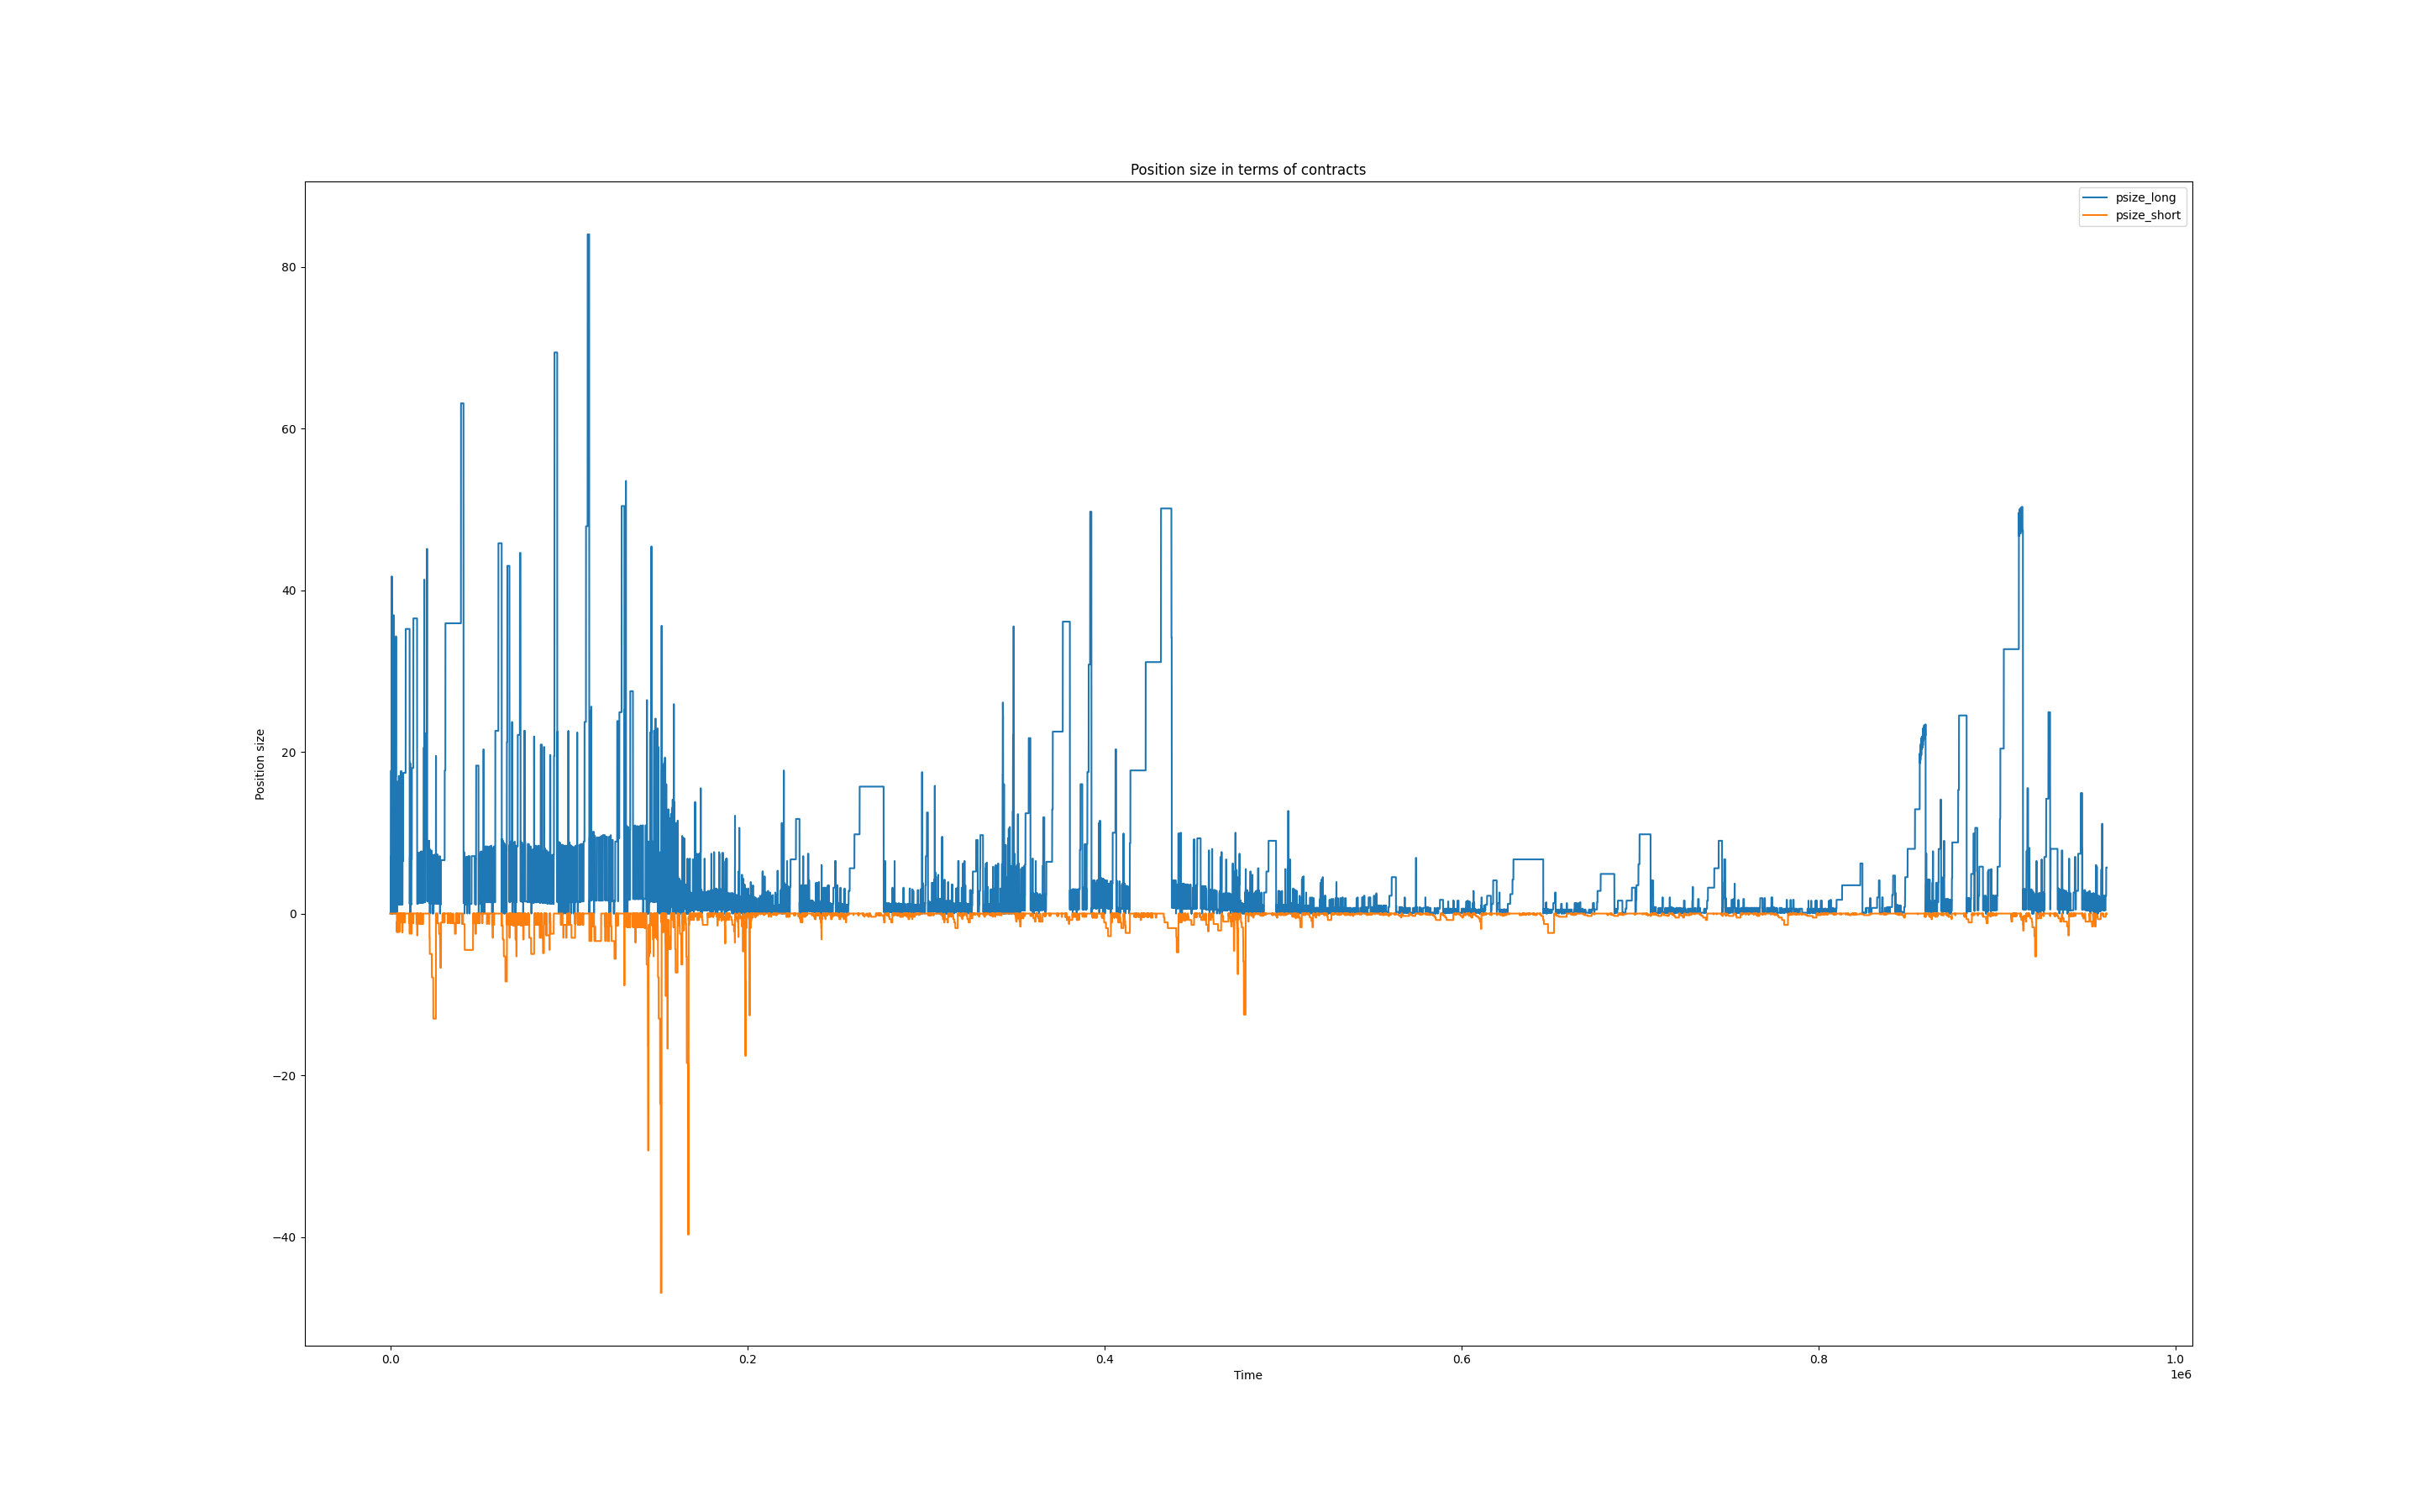 Position size in terms of contracts
psize_long
psize_short
Position size
80
60
40
20
0
−20
−40
0.0
0.2
0.4
0.6
0.8
1.0
Time
1e6